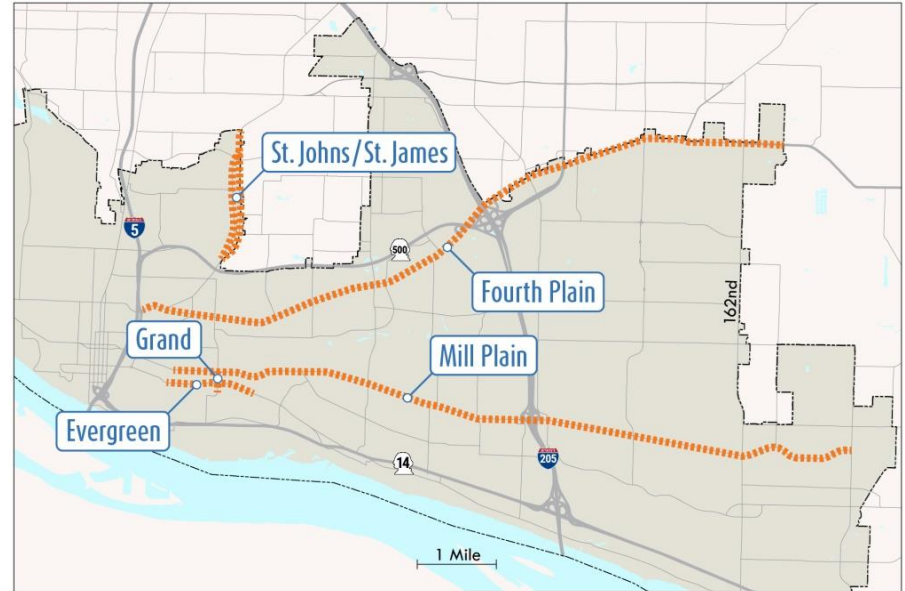 St. Johns/St. James
5
500
Fourth Plain
162nd
Grand
Mill Plain
Evergreen
14
205
1 Mile